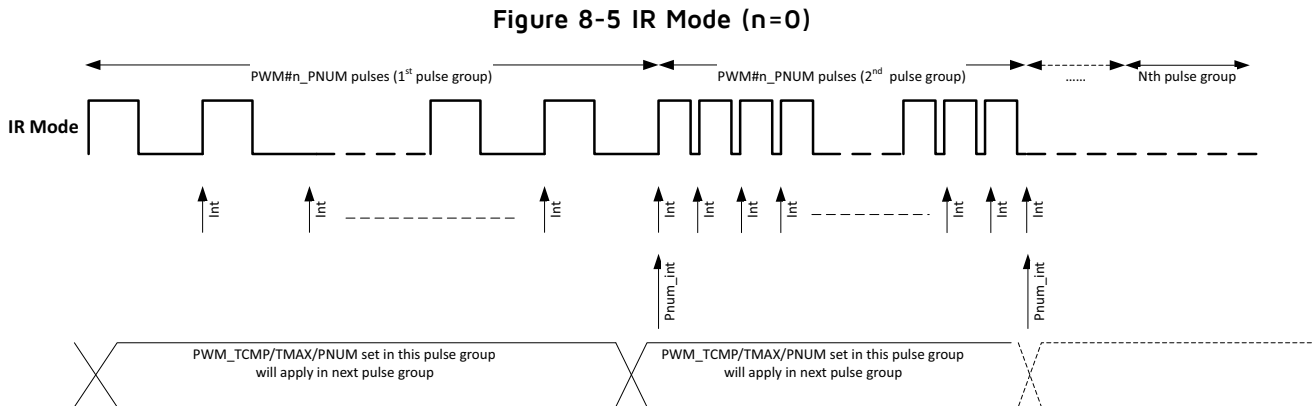 Figure 8-5 IR Mode (n=0)
PWM#n_PNUM pulses (1st pulse group)
PWM#n_PNUM pulses (2nd pulse group)
......
Nth pulse group
IR Mode
Int
Int
Int
Int
Int
Int
Int
Int
Int
Int
Pnum_int
Pnum_int
PWM_TCMP/TMAX/PNUM set in this pulse group
will apply in next pulse group
PWM_TCMP/TMAX/PNUM set in this pulse group
will apply in next pulse group